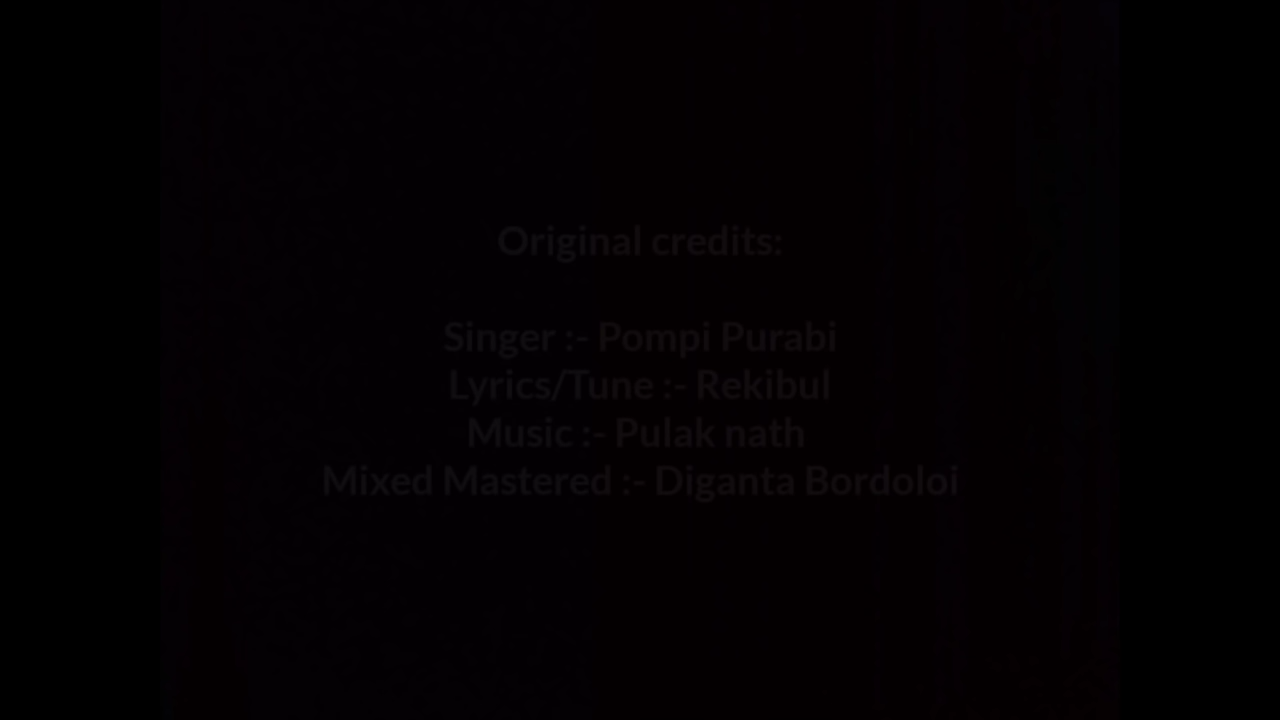 Original credits:
Singer :- Pompi Purabi
Lyrics/Tune :- Rekibul
Music :- Pulak nath
Mixed Mastered :- Diganta Bordoloi